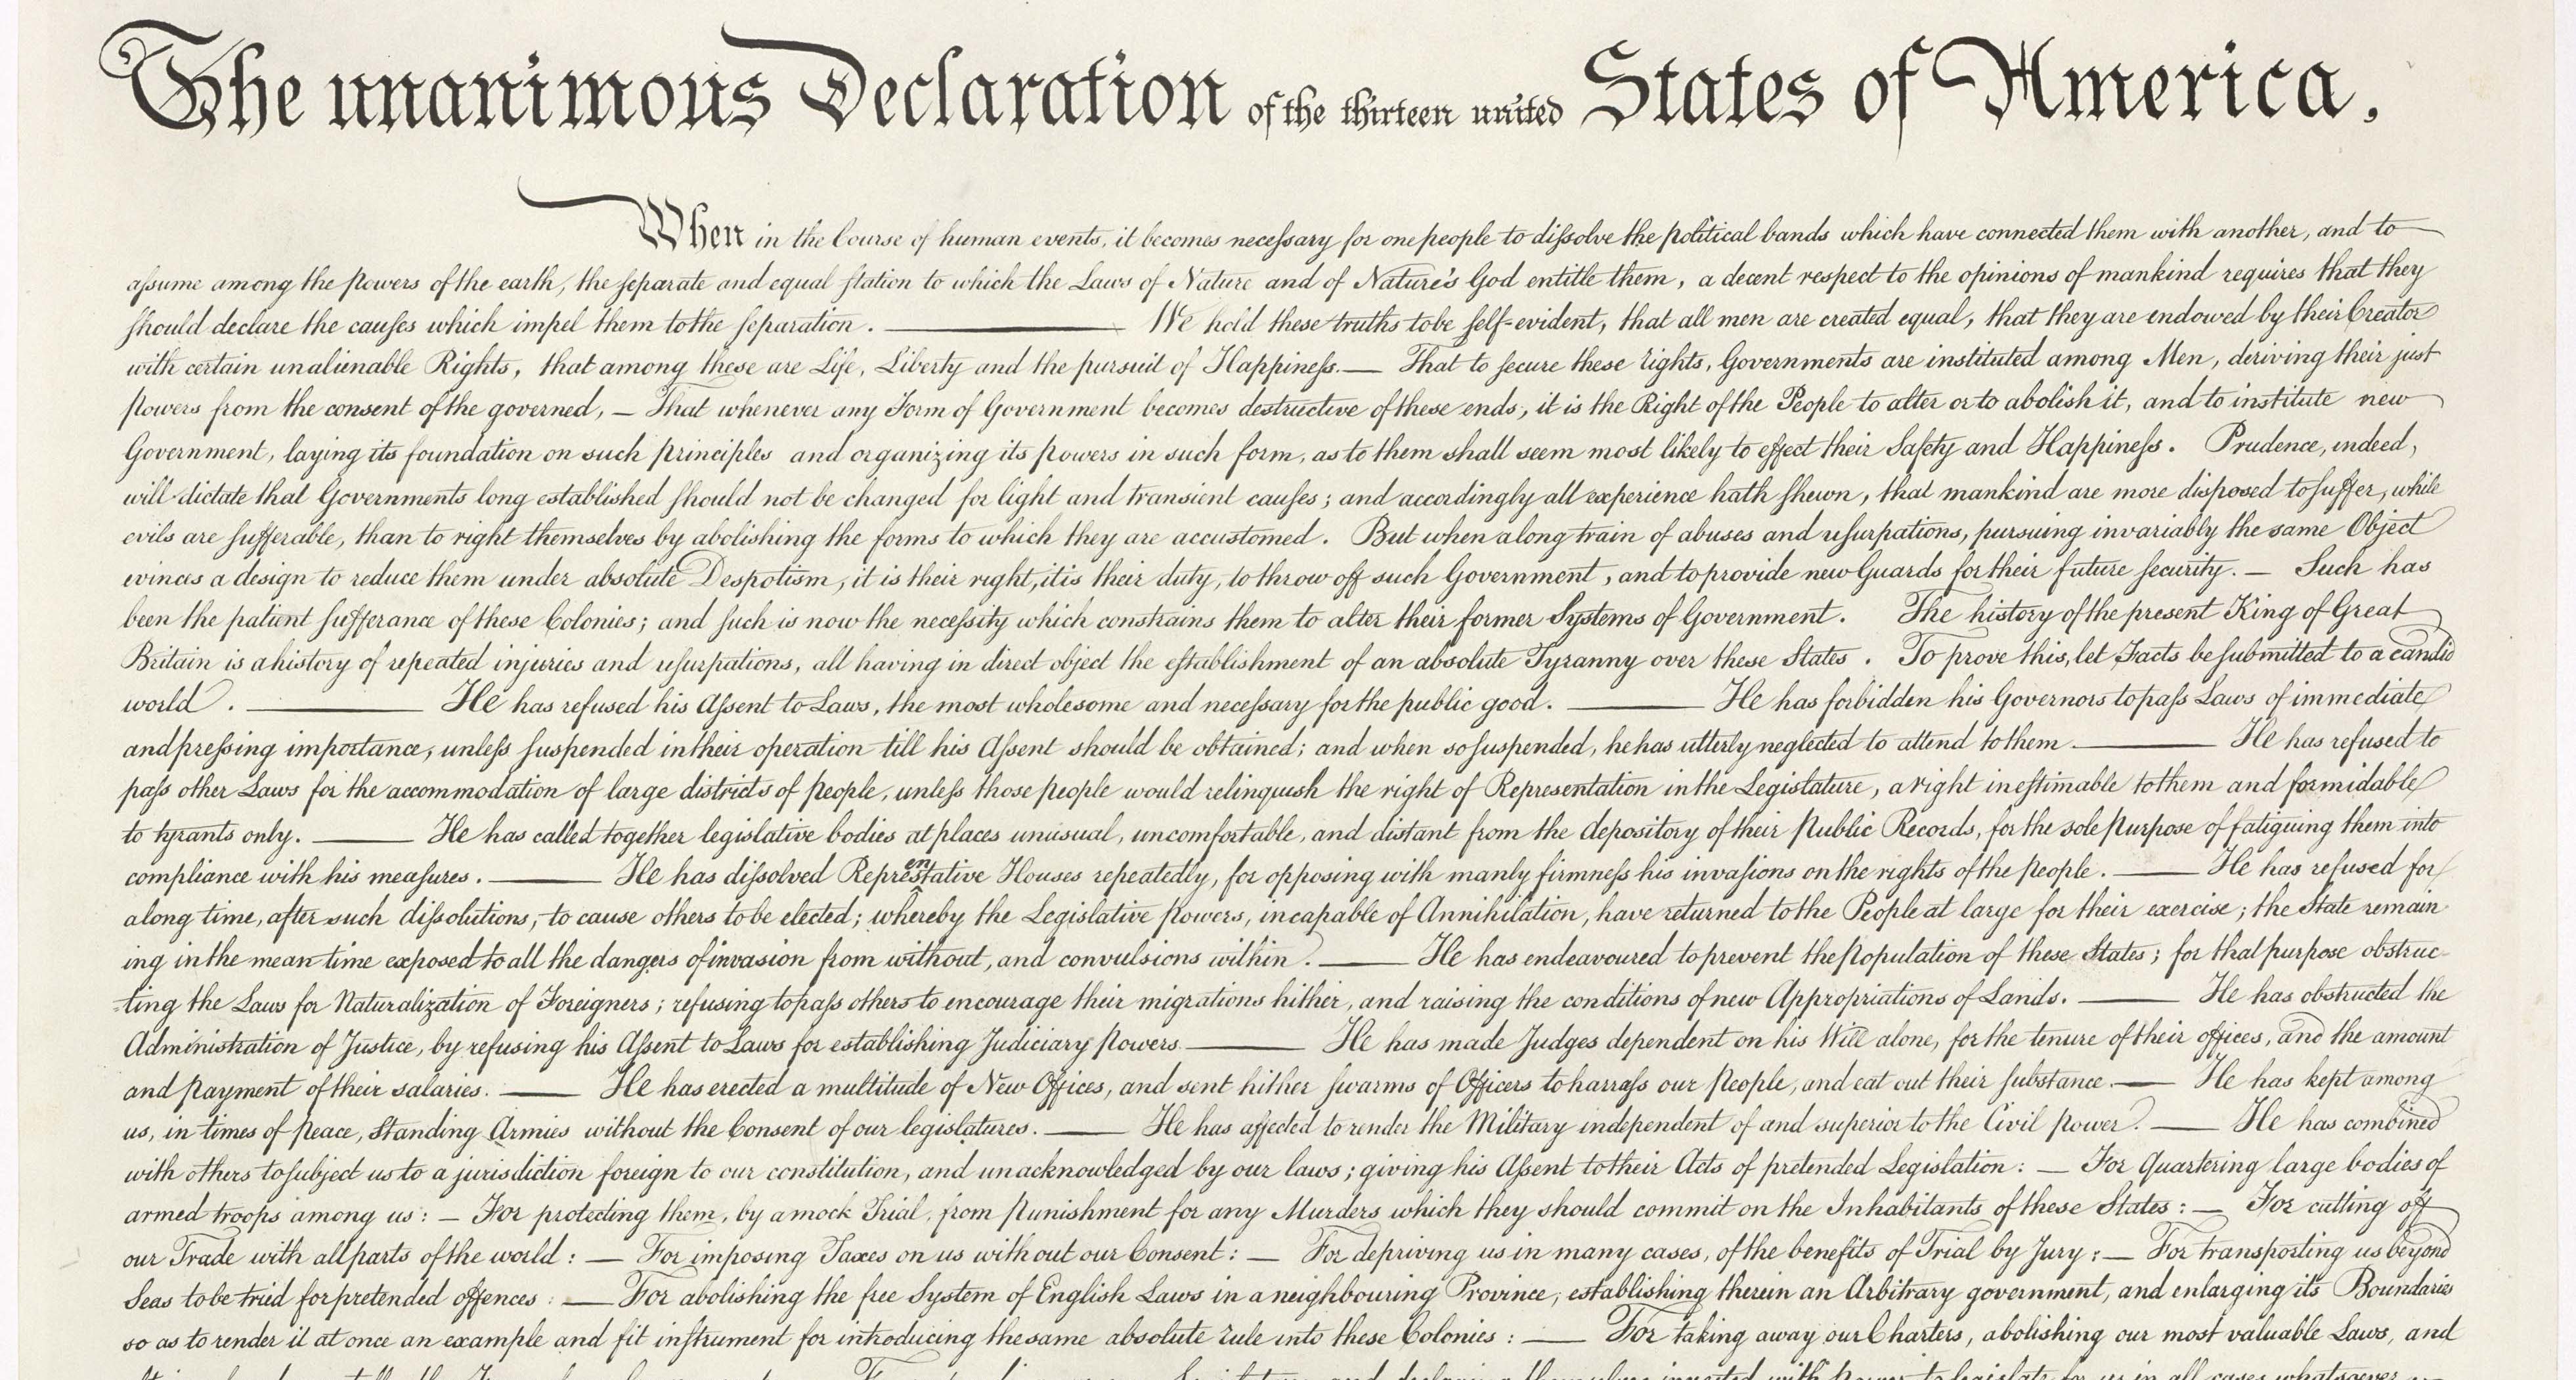 The unanimous Declaration of the thirteen united States of America,
When in the Course of human events, it becomes necessary for one people to dissolve the political bands which have connected them with another, and to
assume among the powers of the earth, the separate and equal station to which the Laws of Nature and of Nature's God entitle them, a decent respect to the opinions of mankind requires that they
should declare the causes which impel them to the separation. ——— We hold these truths to be self-evident, that all men are created equal, that they are endowed by their Creator
with certain unalienable Rights, that among these are Life, Liberty and the pursuit of Happiness.— That to secure these rights, Governments are instituted among Men, deriving their just
powers from the consent of the governed, — That whenever any Form of Government becomes destructive of these ends, it is the Right of the People to alter or to abolish it, and to institute new
Government, laying its foundation on such principles and organizing its powers in such form, as to them shall seem most likely to effect their Safety and Happiness. Prudence, indeed,
will dictate that Governments long established should not be changed for light and transient causes; and accordingly all experience hath shewn, that mankind are more disposed to suffer, while
evils are sufferable, than to right themselves by abolishing the forms to which they are accustomed. But when a long train of abuses and usurpations, pursuing invariably the same Object
evinces a design to reduce them under absolute Despotism, it is their right, it is their duty, to throw off such Government, and to provide new Guards for their future security. — Such has
been the patient sufferance of these Colonies; and such is now the necessity which constrains them to alter their former Systems of Government. The history of the present King of Great
Britain is a history of repeated injuries and usurpations, all having in direct object the establishment of an absolute Tyranny over these States. To prove this, let Facts be submitted to a candid
world. ——— He has refused his Assent to Laws, the most wholesome and necessary for the public good. ——— He has forbidden his Governors to pass Laws of immediate
and pressing importance, unless suspended in their operation till his Assent should be obtained; and when so suspended, he has utterly neglected to attend to them. ——— He has refused to
pass other Laws for the accommodation of large districts of people, unless those people would relinquish the right of Representation in the Legislature, a right inestimable to them and formidable
to tyrants only. ——— He has called together legislative bodies at places unusual, uncomfortable, and distant from the depository of their Public Records, for the sole purpose of fatiguing them into
compliance with his measures. ——— He has dissolved Representative Houses repeatedly, for opposing with manly firmness his invasions on the rights of the people. ——— He has refused for
a long time, after such dissolutions, to cause others to be elected; whereby the Legislative powers, incapable of Annihilation, have returned to the People at large for their exercise; the State remain-
ing in the mean time exposed to all the dangers of invasion from without, and convulsions within. ——— He has endeavoured to prevent the Population of these States; for that purpose obstruc-
ting the Laws for Naturalization of Foreigners; refusing to pass others to encourage their migrations hither, and raising the conditions of new Appropriations of Lands. ——— He has obstructed the
Administration of Justice, by refusing his Assent to Laws for establishing Judiciary powers. ——— He has made Judges dependent on his Will alone, for the tenure of their offices, and the amount
and payment of their salaries. ——— He has erected a multitude of New Offices, and sent hither swarms of Officers to harrass our people, and eat out their substance. — He has kept among
us, in times of peace, Standing Armies without the Consent of our legislatures. ——— He has affected to render the Military independent of and superior to the Civil power. —— He has combined
with others to subject us to a jurisdiction foreign to our constitution, and unacknowledged by our laws; giving his Assent to their Acts of pretended Legislation: — For Quartering large bodies of
armed troops among us: — For protecting them, by a mock Trial, from punishment for any Murders which they should commit on the Inhabitants of these States: — For cutting off
our Trade with all parts of the world: — For imposing Taxes on us without our Consent: — For depriving us in many cases, of the benefits of Trial by Jury: — For transporting us beyond
Seas to be tried for pretended offences: — For abolishing the free System of English Laws in a neighbouring Province, establishing therein an Arbitrary government, and enlarging its Boundaries
so as to render it at once an example and fit instrument for introducing the same absolute rule into these Colonies: — For taking away our Charters, abolishing our most valuable Laws, and
and declaring themselves invested with power to legislate for us in all cases whatsoever